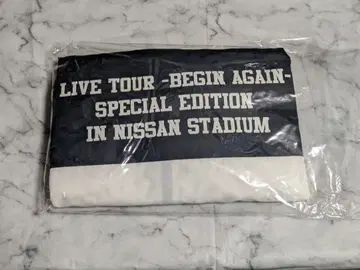 LIVE TOUR -BEGIN AGAIN-
SPECIAL EDITION
IN NISSAN STADIUM